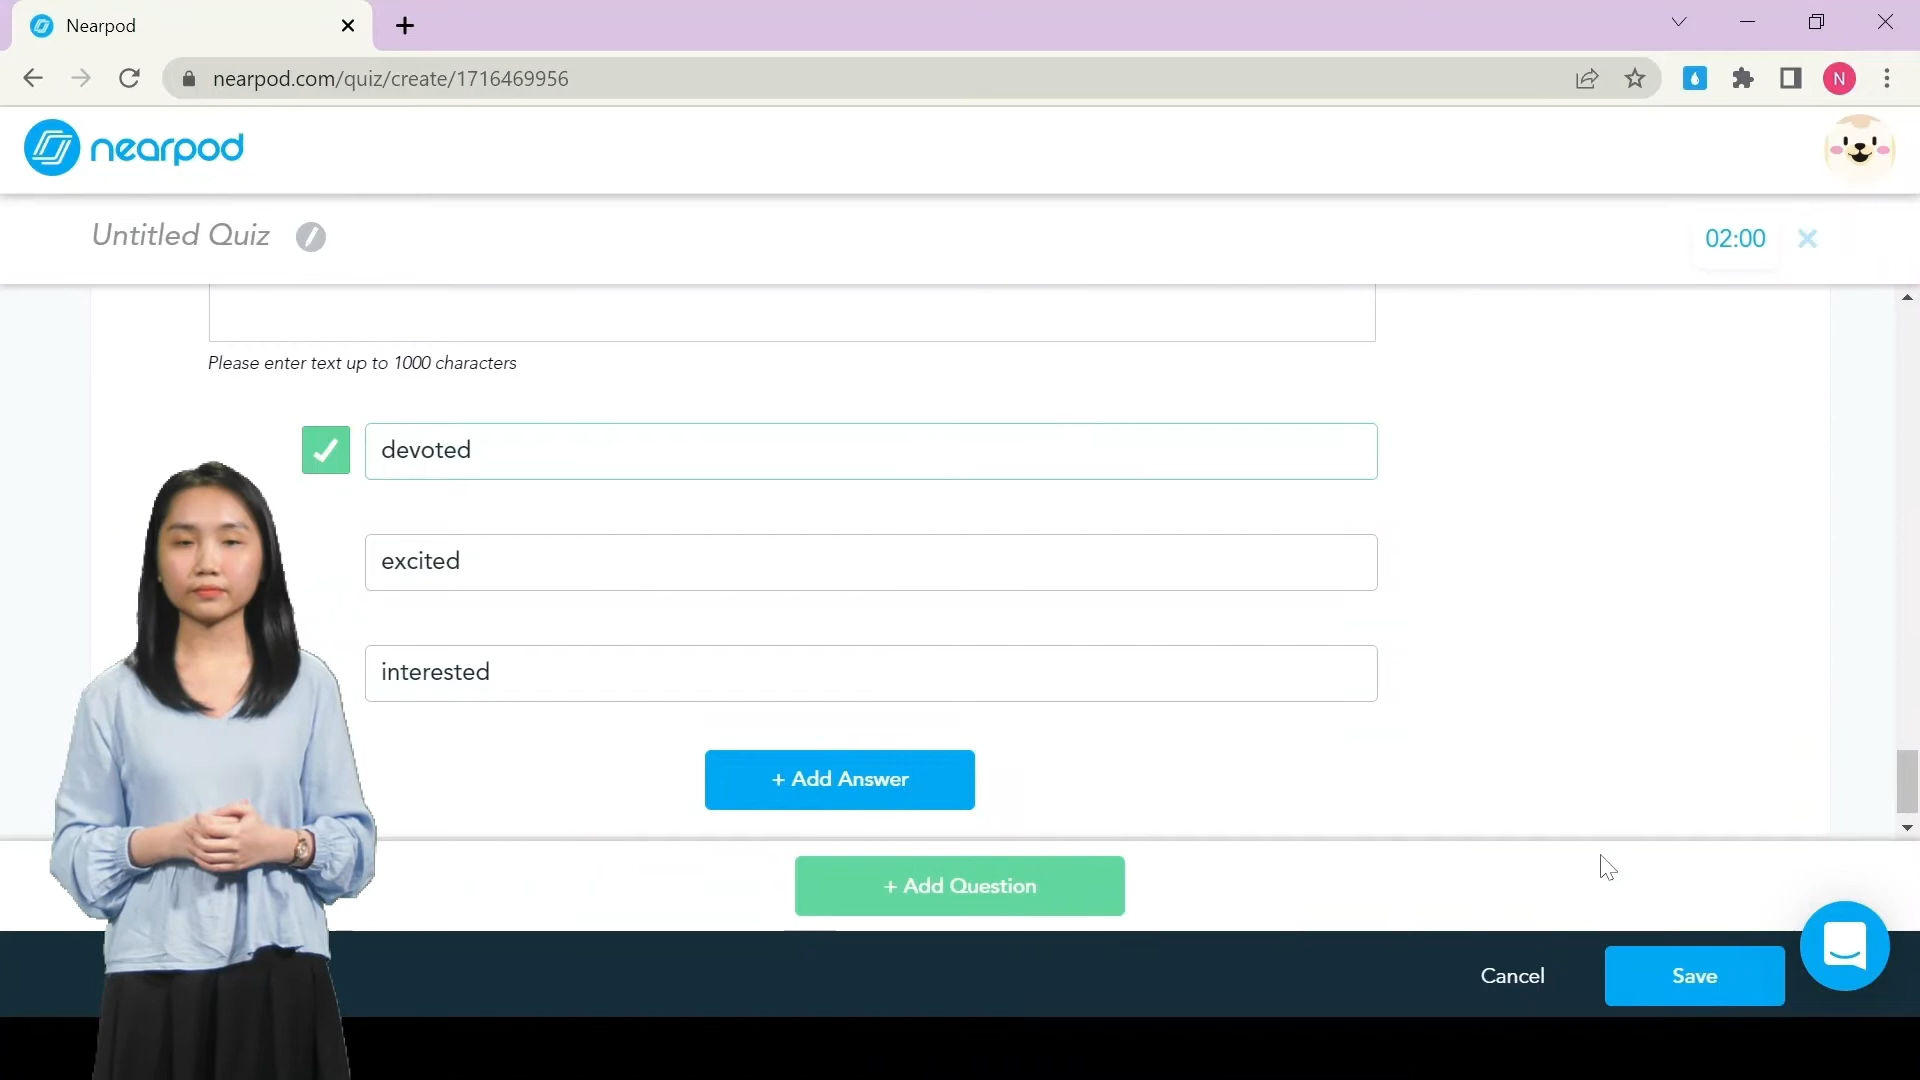 Nearpod
nearpod.com/quiz/create/1716469956
N
nearpod
Untitled Quiz
02:00
Please enter text up to 1000 characters
devoted
excited
interested
+ Add Answer
+ Add Question
Cancel
Save